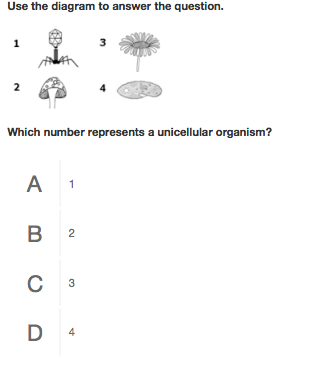 Use the diagram to answer the question.
1 3
2 4
Which number represents a unicellular organism?
A 1
B 2
C 3
D 4